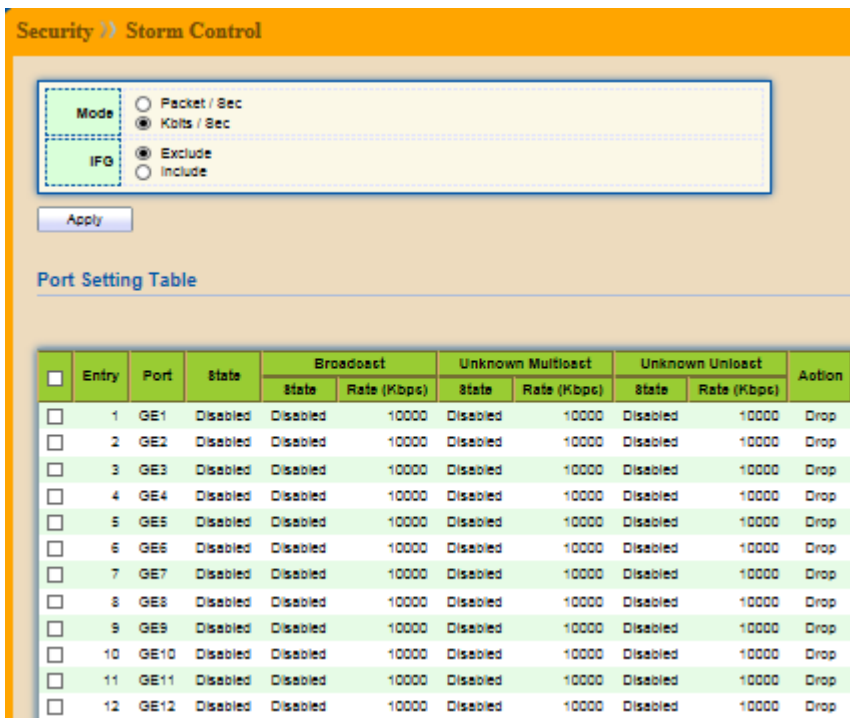 Security » Storm Control
Mode
Packet / Sec
Kbits / Sec
IFG
Exclude
Include
Apply
Port Setting Table
Entry Port State Broadcast Unknown Multicast Unknown Unicast Action
State Rate (Kbps) State Rate (Kbps) State Rate (Kbps)
1 GE1 Disabled Disabled 10000 Disabled 10000 Disabled 10000 Drop
2 GE2 Disabled Disabled 10000 Disabled 10000 Disabled 10000 Drop
3 GE3 Disabled Disabled 10000 Disabled 10000 Disabled 10000 Drop
4 GE4 Disabled Disabled 10000 Disabled 10000 Disabled 10000 Drop
5 GE5 Disabled Disabled 10000 Disabled 10000 Disabled 10000 Drop
6 GE6 Disabled Disabled 10000 Disabled 10000 Disabled 10000 Drop
7 GE7 Disabled Disabled 10000 Disabled 10000 Disabled 10000 Drop
8 GE8 Disabled Disabled 10000 Disabled 10000 Disabled 10000 Drop
9 GE9 Disabled Disabled 10000 Disabled 10000 Disabled 10000 Drop
10 GE10 Disabled Disabled 10000 Disabled 10000 Disabled 10000 Drop
11 GE11 Disabled Disabled 10000 Disabled 10000 Disabled 10000 Drop
12 GE12 Disabled Disabled 10000 Disabled 10000 Disabled 10000 Drop